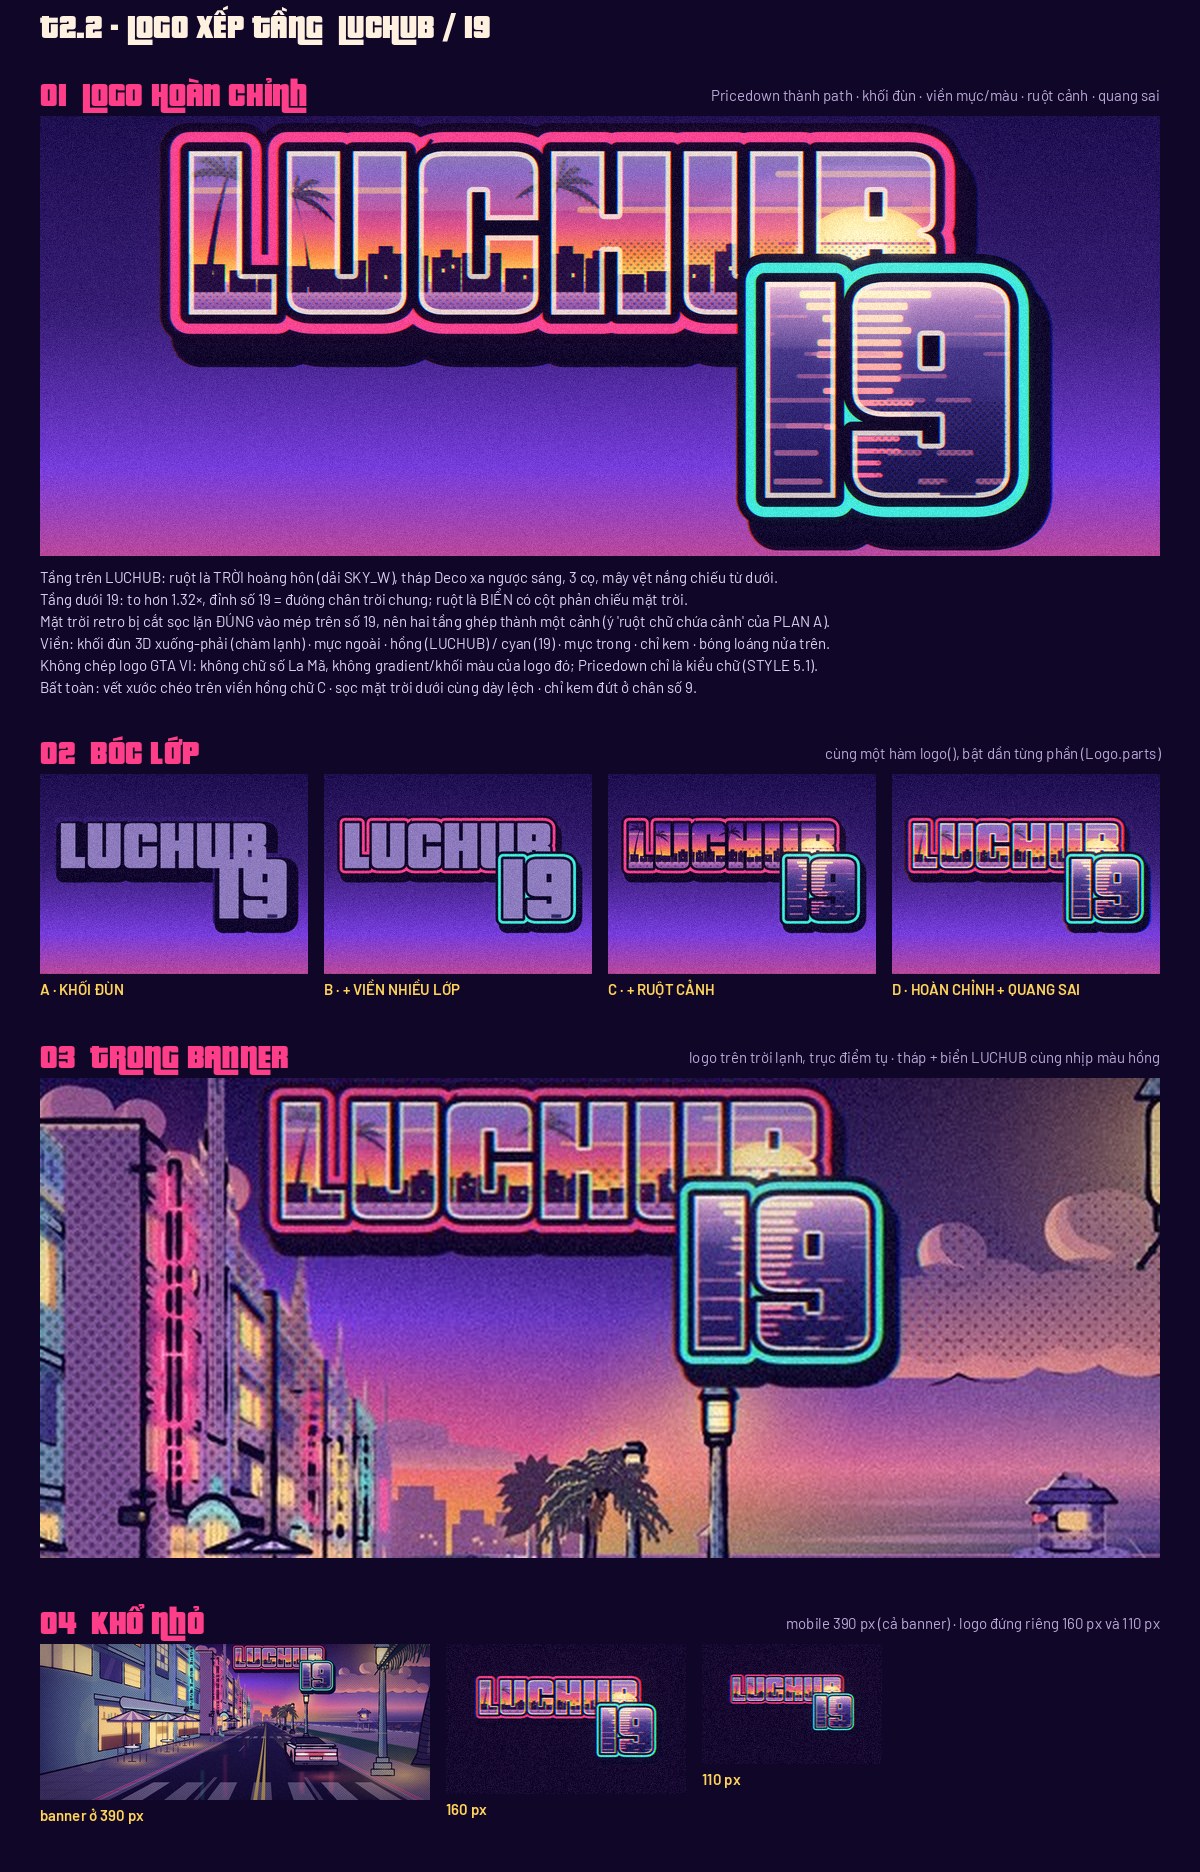 T2.2 - LOGO XẾP TẦNG LUCHUB / 19
01 LOGO HOÀN CHỈNH
Pricedown thành path · khối đùn · viền mực/màu · ruột cảnh · quang sai
LUCHUB
19
Tầng trên LUCHUB: ruột là TRỜI hoàng hôn (dải SKY_W), tháp Deco xa ngược sáng, 3 cọ, mây vệt nắng chiếu từ dưới.
Tầng dưới 19: to hơn 1.32×, đỉnh số 19 = đường chân trời chung; ruột là BIỂN có cột phản chiếu mặt trời.
Mặt trời retro bị cắt sọc lặn ĐÚNG vào mép trên số 19, nên hai tầng ghép thành một cảnh (ý 'ruột chữ chứa cảnh' của PLAN A).
Viền: khối đùn 3D xuống-phải (chàm lạnh) · mực ngoài · hồng (LUCHUB) / cyan (19) · mực trong · chỉ kem · bóng loáng nửa trên.
Không chép logo GTA VI: không chữ số La Mã, không gradient/khối màu của logo đó; Pricedown chỉ là kiểu chữ (STYLE 5.1).
Bất toàn: vết xước chéo trên viền hồng chữ C · sọc mặt trời dưới cùng dày lệch · chỉ kem đứt ở chân số 9.
02 BÓC LỚP
cùng một hàm logo(), bật dần từng phần (Logo.parts)
LUCHUB
19
LUCHUB
19
LUCHUB
19
LUCHUB
19
A · KHỐI ĐÙN
B · + VIỀN NHIỀU LỚP
C · + RUỘT CẢNH
D · HOÀN CHỈNH + QUANG SAI
03 TRONG BANNER
logo trên trời lạnh, trục điểm tụ · tháp + biển LUCHUB cùng nhịp màu hồng
LUCHUB
19
04 KHỔ NHỎ
mobile 390 px (cả banner) · logo đứng riêng 160 px và 110 px
LUCHUB
19
LUCHUB
19
LUCHUB
19
banner ở 390 px
160 px
110 px